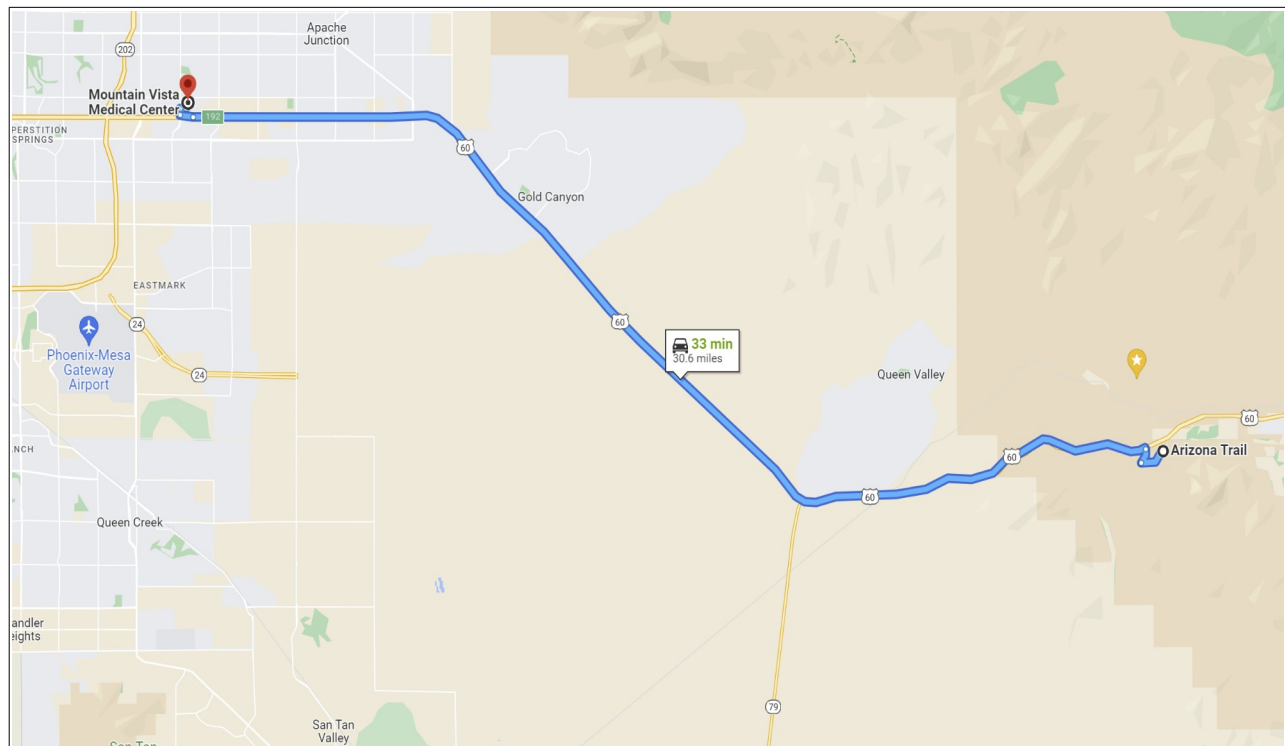 Apache
Junction
202
Mountain Vista
Medical Center
192
PERSTITION
SPRINGS
60
Gold Canyon
EASTMARK
24
60
33 min
30.6 miles
Phoenix-Mesa
Gateway
Airport
24
Queen Valley
60
NCH
60
Arizona Trail
60
Queen Creek
andler
eights
79
San Tan
Valley
San Tan